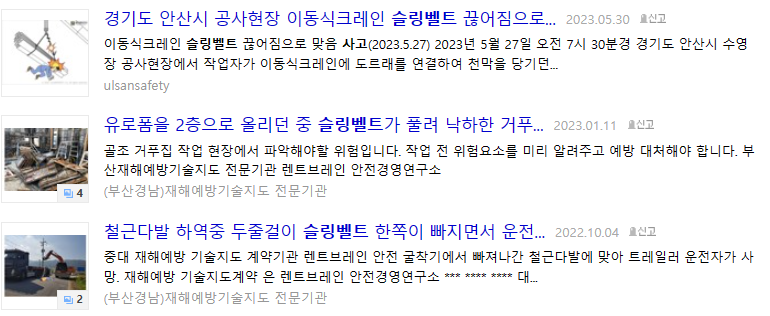 경기도 안산시 공사현장 이동식크레인 슬링벨트 끊어짐으로... 2023.05.30 신고
이동식크레인 슬링벨트 끊어짐으로 맞음 사고(2023.5.27) 2023년 5월 27일 오전 7시 30분경 경기도 안산시 수영
장 공사현장에서 작업자가 이동식크레인에 도르래를 연결하여 천막을 당기던...
ulsansafety
유로폼을 2층으로 올리던 중 슬링벨트가 풀려 낙하한 거푸... 2023.01.11 신고
골조 거푸집 작업 현장에서 파악해야할 위험입니다. 작업 전 위험요소를 미리 알려주고 예방 대처해야 합니다. 부
산재해예방기술지도 전문기관 렌트브레인 안전경영연구소
4
(부산경남)재해예방기술지도 전문기관
철근다발 하역중 두줄걸이 슬링벨트 한쪽이 빠지면서 운전... 2022.10.04 신고
중대 재해예방 기술지도 계약기관 렌트브레인 안전 굴착기에서 빠져나간 철근다발에 맞아 트레일러 운전자가 사
망. 재해예방 기술지도계약 은 렌트브레인 안전경영연구소 *** **** **** 대...
2
(부산경남)재해예방기술지도 전문기관